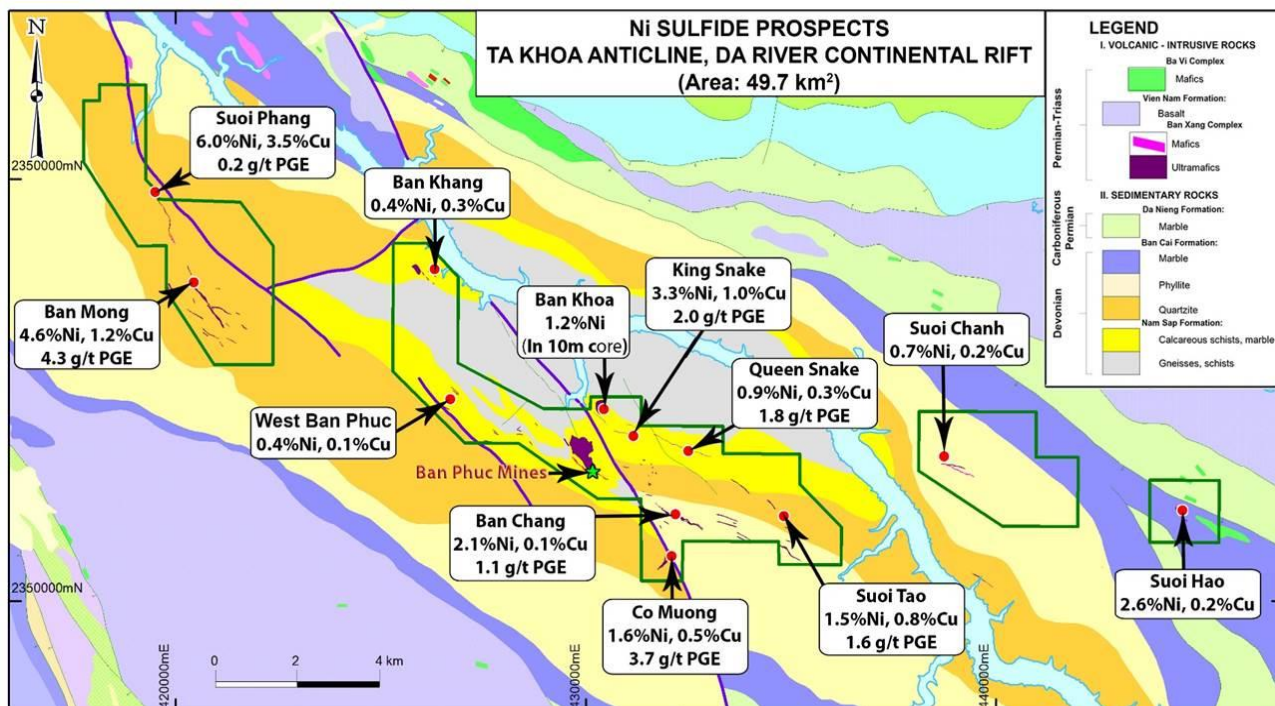 Ni SULFIDE PROSPECTS
TA KHOA ANTICLINE, DA RIVER CONTINENTAL RIFT
(Area: 49.7 km²)
N
2350000mN
Suoi Phang
6.0%Ni, 3.5%Cu
0.2 g/t PGE
Ban Khang
0.4%Ni, 0.3%Cu
Ban Mong
4.6%Ni, 1.2%Cu
4.3 g/t PGE
Ban Khoa
1.2%Ni
(In 10m core)
King Snake
3.3%Ni, 1.0%Cu
2.0 g/t PGE
Queen Snake
0.9%Ni, 0.3%Cu
1.8 g/t PGE
Suoi Chanh
0.7%Ni, 0.2%Cu
West Ban Phuc
0.4%Ni, 0.1%Cu
Ban Phuc Mines
Ban Chang
2.1%Ni, 0.1%Cu
1.1 g/t PGE
Co Muong
1.6%Ni, 0.5%Cu
3.7 g/t PGE
Suoi Tao
1.5%Ni, 0.8%Cu
1.6 g/t PGE
Suoi Hao
2.6%Ni, 0.2%Cu
2350000mN
0 2 4 km
420000mE
430000mE
440000mE
LEGEND
I. VOLCANIC - INTRUSIVE ROCKS
Permian-Triass
Ba Vi Complex
Mafics
Vien Nam Formation:
Basalt
Ban Xang Complex
Mafics
Ultramafics
II. SEDIMENTARY ROCKS
Carboniferous
Permian
Da Nieng Formation:
Marble
Devonian
Ban Cai Formation:
Marble
Phyllite
Quartzite
Nam Sap Formation:
Calcareous schists, marble
Gneisses, schists